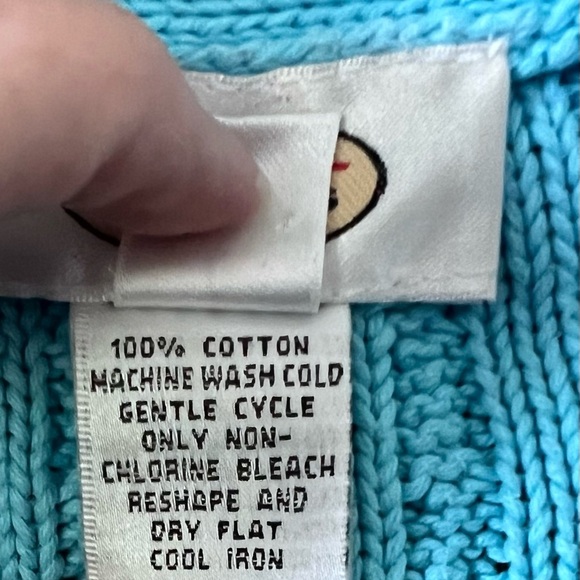 100% COTTON
MACHINE WASH COLD
GENTLE CYCLE
ONLY NON-
CHLORINE BLEACH
RESHAPE AND
DRY FLAT
COOL IRON